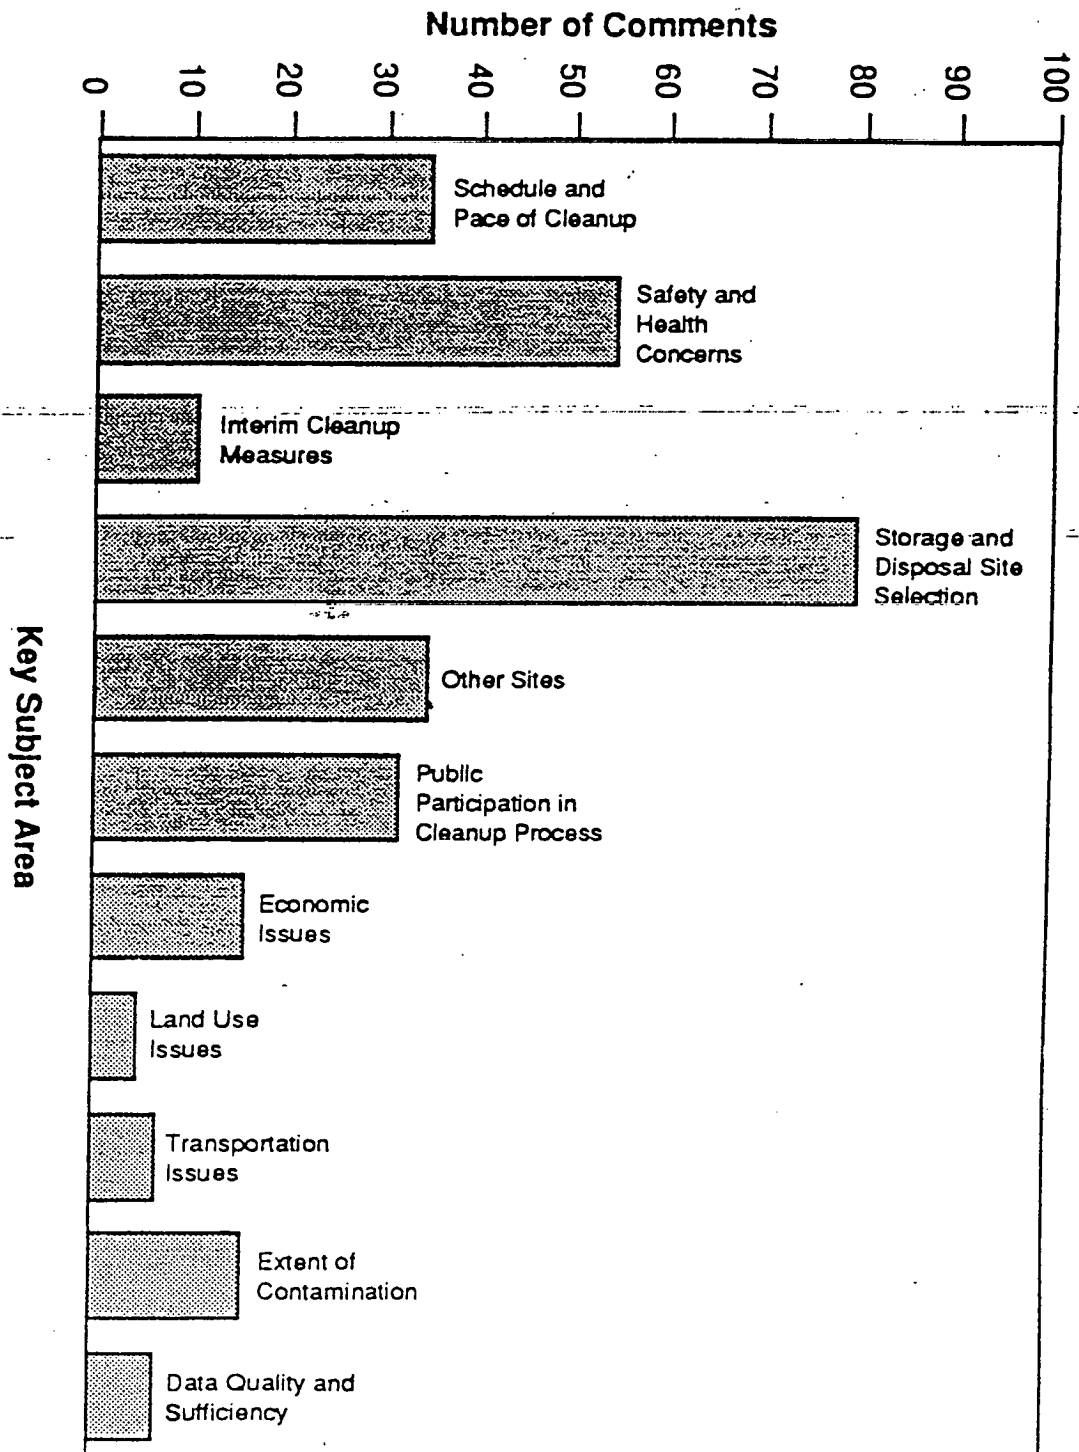 Number of Comments
0 10 20 30 40 50 60 70 80 90 100
Schedule and
Pace of Cleanup
Safety and
Health
Concerns
Interim Cleanup
Measures
Storage and
Disposal Site
Selection
Other Sites
Public
Participation in
Cleanup Process
Economic
Issues
Land Use
Issues
Transportation
Issues
Extent of
Contamination
Data Quality and
Sufficiency
Key Subject Area